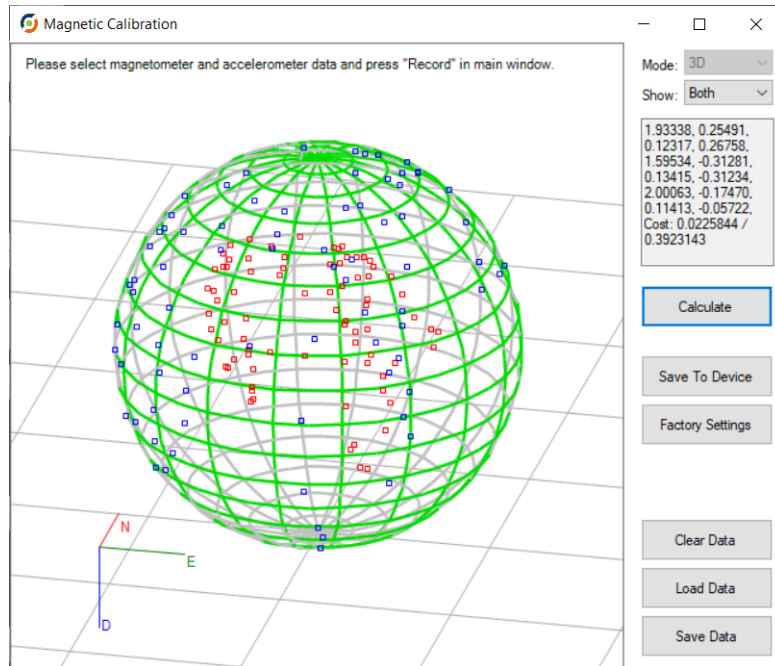 Magnetic Calibration
Please select magnetometer and accelerometer data and press "Record" in main window.
Mode: 3D
Show: Both
1.93338, 0.25491,
0.12317, 0.26758,
1.59534, -0.31281,
0.13415, -0.31234,
2.00063, -0.17470,
0.11413, -0.05722,
Cost: 0.0225844 /
0.3923143
Calculate
Save To Device
Factory Settings
Clear Data
Load Data
Save Data
N
E
D